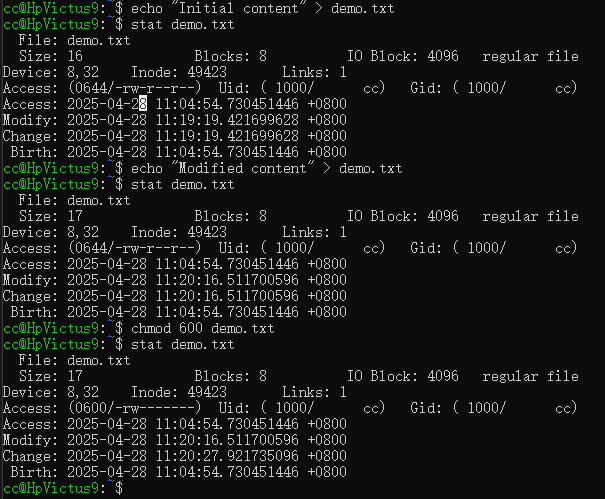 cc@HpVictus9:~$ echo "Initial content" > demo.txt
cc@HpVictus9:~$ stat demo.txt
  File: demo.txt
  Size: 16              Blocks: 8          IO Block: 4096   regular file
Device: 8,32    Inode: 49423       Links: 1
Access: (0644/-rw-r--r--)  Uid: ( 1000/      cc)   Gid: ( 1000/      cc)
Access: 2025-04-28 11:04:54.730451446 +0800
Modify: 2025-04-28 11:19:19.421699628 +0800
Change: 2025-04-28 11:19:19.421699628 +0800
 Birth: 2025-04-28 11:04:54.730451446 +0800
cc@HpVictus9:~$ echo "Modified content" > demo.txt
cc@HpVictus9:~$ stat demo.txt
  File: demo.txt
  Size: 17              Blocks: 8          IO Block: 4096   regular file
Device: 8,32    Inode: 49423       Links: 1
Access: (0644/-rw-r--r--)  Uid: ( 1000/      cc)   Gid: ( 1000/      cc)
Access: 2025-04-28 11:04:54.730451446 +0800
Modify: 2025-04-28 11:20:16.511700596 +0800
Change: 2025-04-28 11:20:16.511700596 +0800
 Birth: 2025-04-28 11:04:54.730451446 +0800
cc@HpVictus9:~$ chmod 600 demo.txt
cc@HpVictus9:~$ stat demo.txt
  File: demo.txt
  Size: 17              Blocks: 8          IO Block: 4096   regular file
Device: 8,32    Inode: 49423       Links: 1
Access: (0600/-rw-------)  Uid: ( 1000/      cc)   Gid: ( 1000/      cc)
Access: 2025-04-28 11:04:54.730451446 +0800
Modify: 2025-04-28 11:20:16.511700596 +0800
Change: 2025-04-28 11:20:27.921735096 +0800
 Birth: 2025-04-28 11:04:54.730451446 +0800
cc@HpVictus9:~$